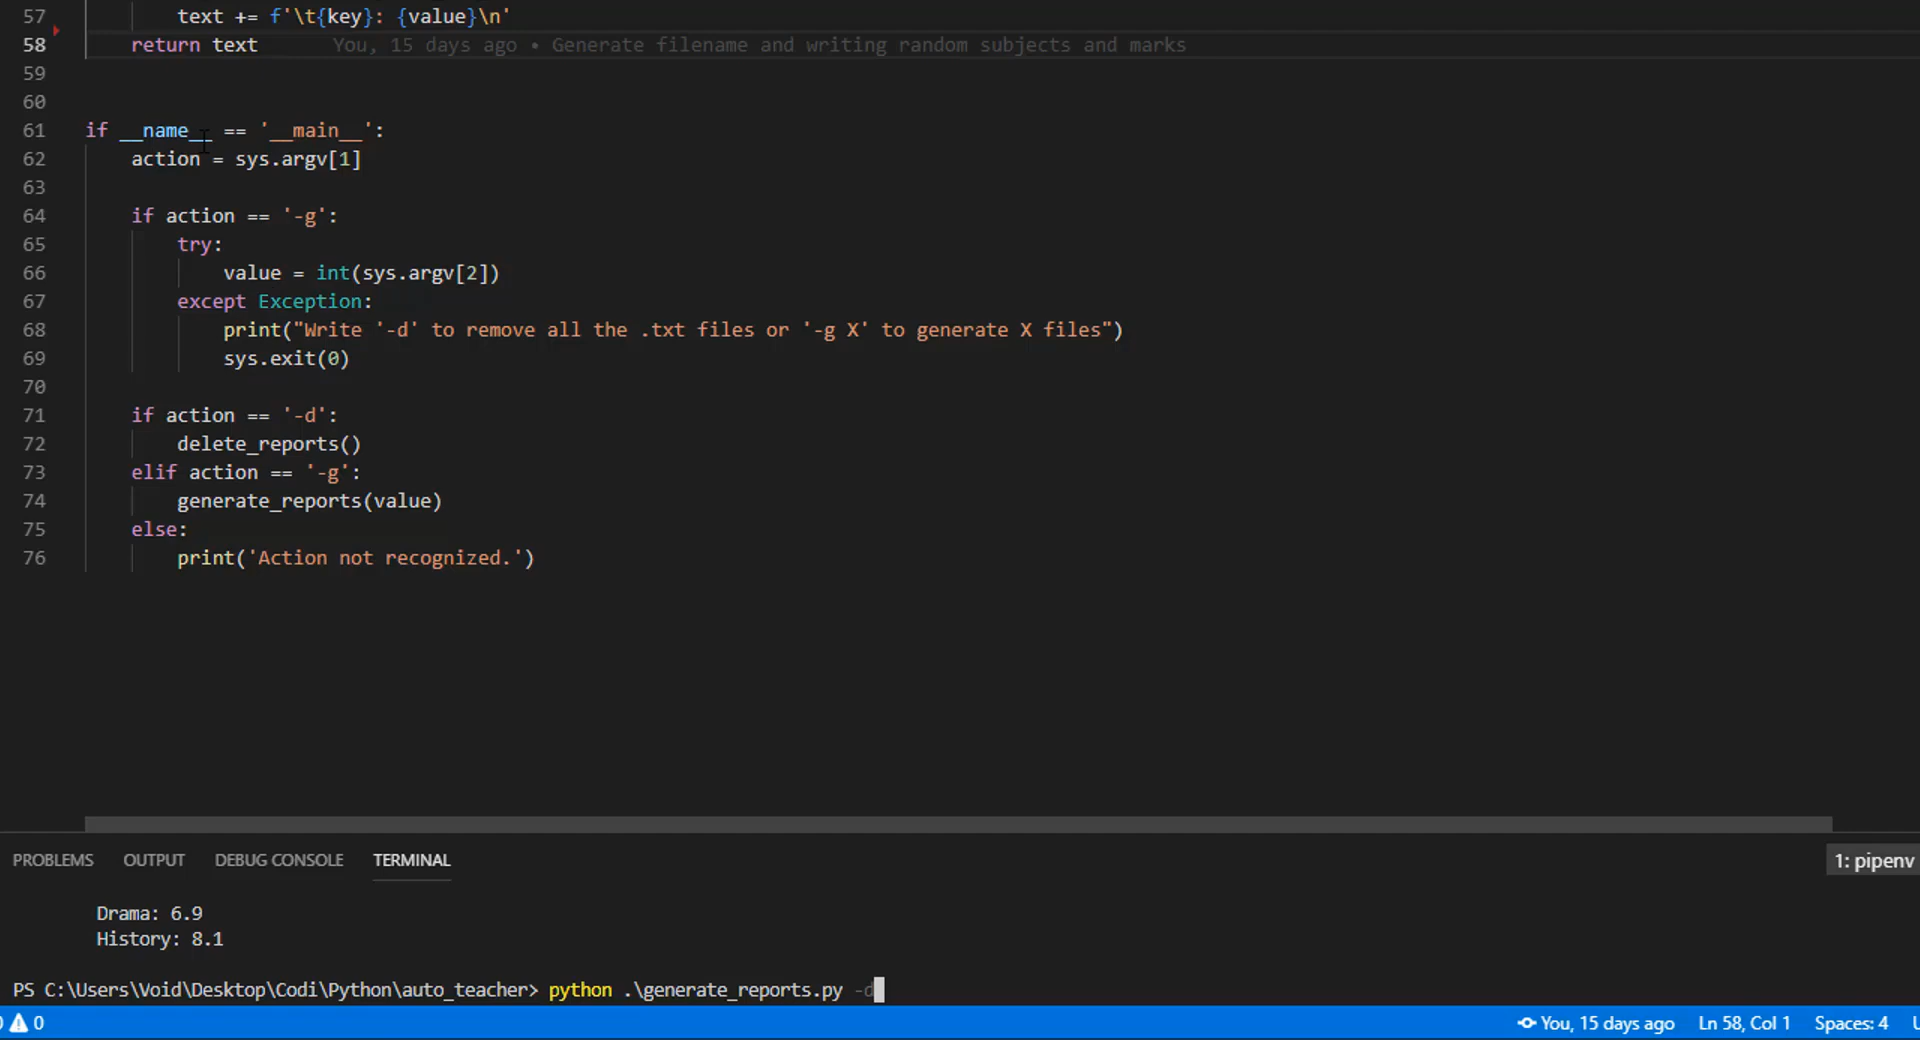 57 text += f'\t{key}: {value}\n'
58 return text You, 15 days ago • Generate filename and writing random subjects and marks
59
60
61 if __name__ == '__main__':
62 action = sys.argv[1]
63
64 if action == '-g':
65 try:
66 value = int(sys.argv[2])
67 except Exception:
68 print("Write '-d' to remove all the .txt files or '-g X' to generate X files")
69 sys.exit(0)
70
71 if action == '-d':
72 delete_reports()
73 elif action == '-g':
74 generate_reports(value)
75 else:
76 print('Action not recognized.')
PROBLEMS OUTPUT DEBUG CONSOLE TERMINAL 1: pipenv
Drama: 6.9
History: 8.1
PS C:\Users\Void\Desktop\Codi\Python\auto_teacher> python .\generate_reports.py -d
0 You, 15 days ago Ln 58, Col 1 Spaces: 4